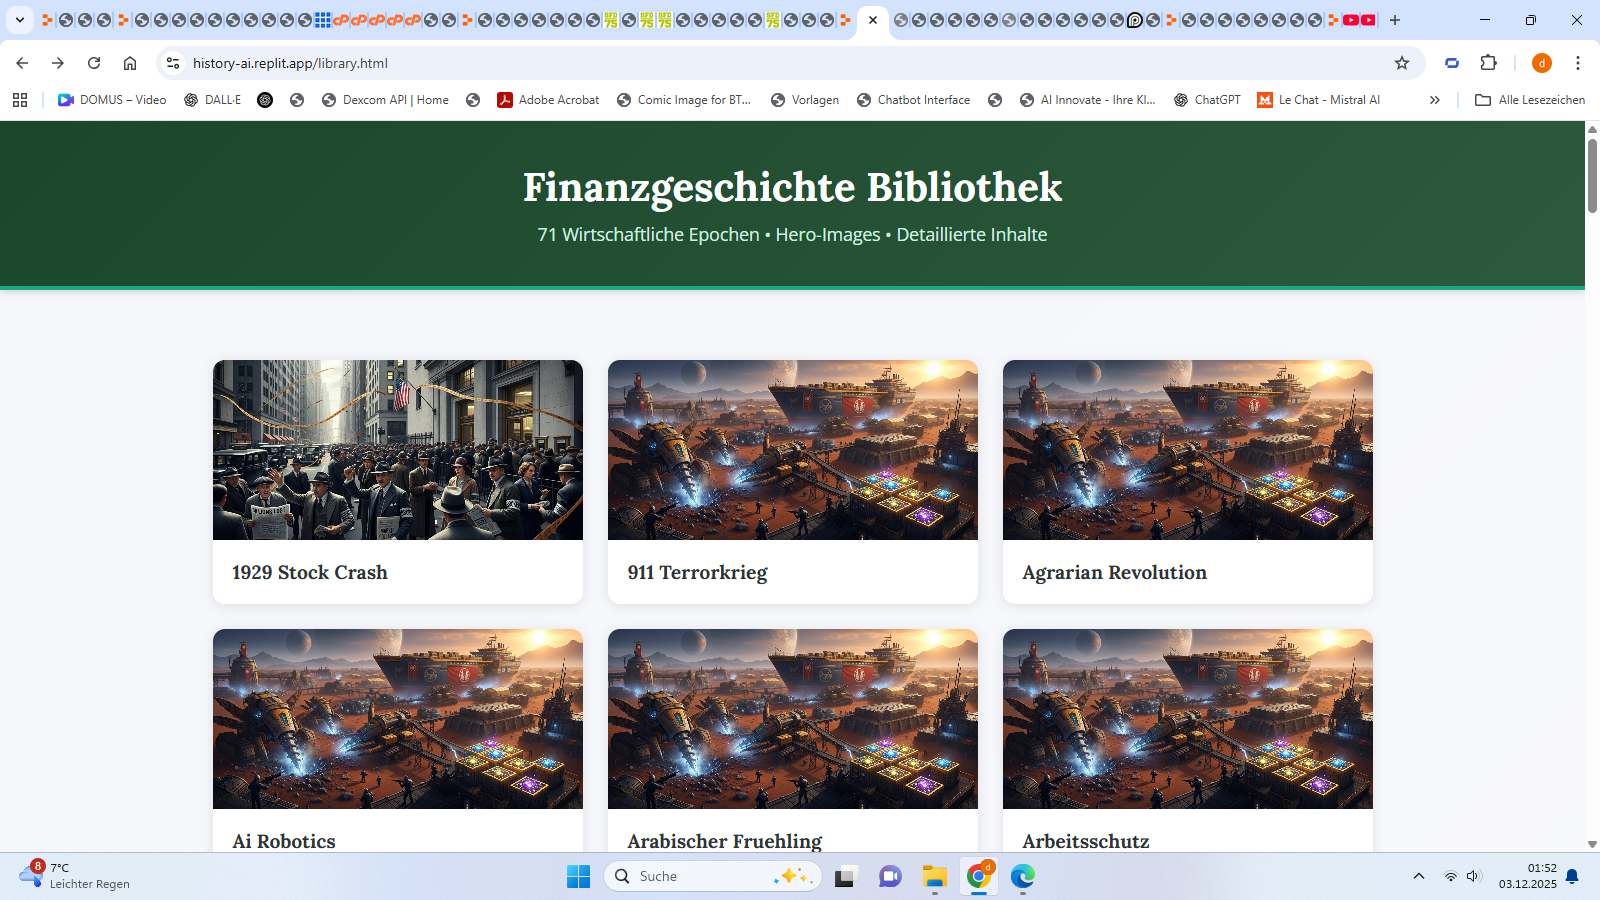 history-ai.replit.app/library.html
d
DOMUS – Video
DALL·E
Dexcom API | Home
Adobe Acrobat
Comic Image for BT...
Vorlagen
Chatbot Interface
AI Innovate - Ihre KI...
ChatGPT
Le Chat - Mistral AI
Alle Lesezeichen
Finanzgeschichte Bibliothek
71 Wirtschaftliche Epochen • Hero-Images • Detaillierte Inhalte
1929 Stock Crash
911 Terrorkrieg
Agrarian Revolution
Ai Robotics
Arabischer Fruehling
Arbeitsschutz
8
7°C
Leichter Regen
Suche
d
01:52
03.12.2025